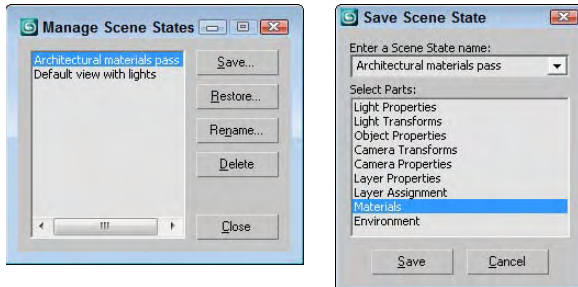 Manage Scene States
Architectural materials pass
Default view with lights
Save...
Restore...
Rename...
Delete
Close
Save Scene State
Enter a Scene State name:
Architectural materials pass
Select Parts:
Light Properties
Light Transforms
Object Properties
Camera Transforms
Camera Properties
Layer Properties
Layer Assignment
Materials
Environment
Save
Cancel